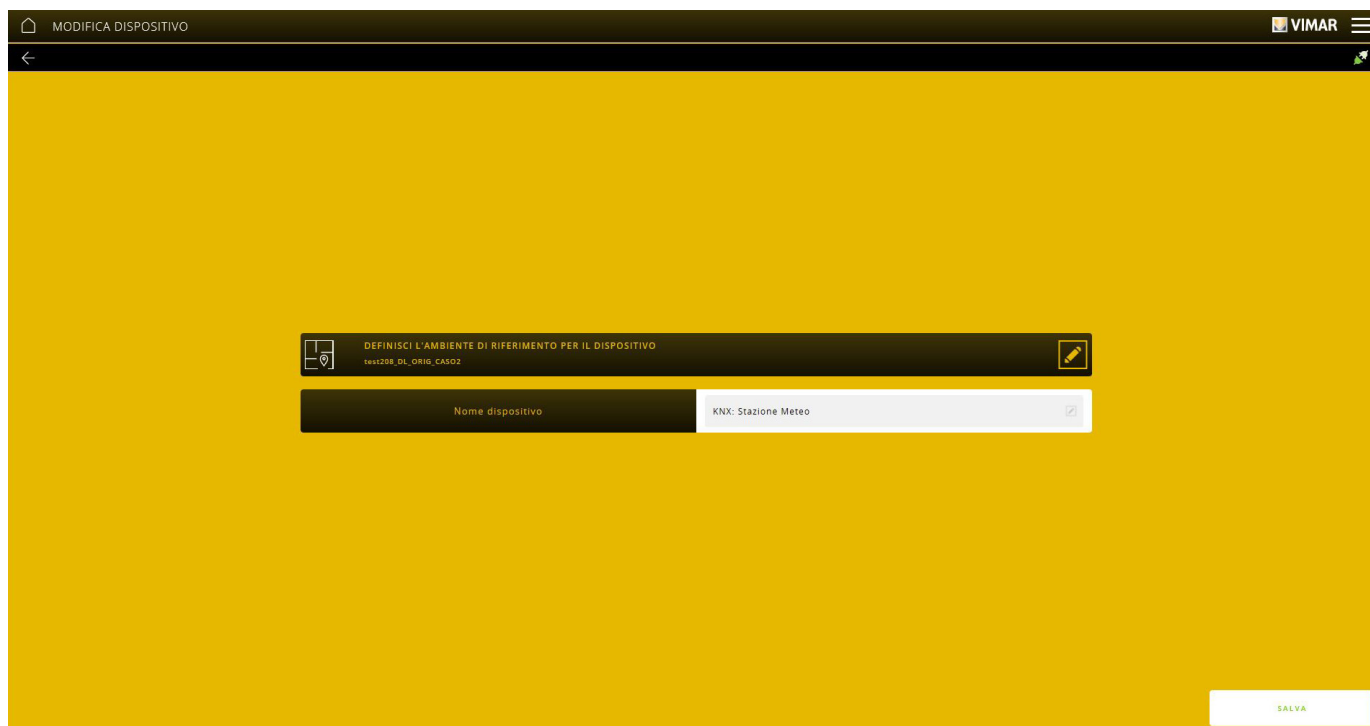 MODIFICA DISPOSITIVO
VIMAR
DEFINISCI L'AMBIENTE DI RIFERIMENTO PER IL DISPOSITIVO
test208_DL_ORIG_CASO2
Nome dispositivo
KNX: Stazione Meteo
SALVA